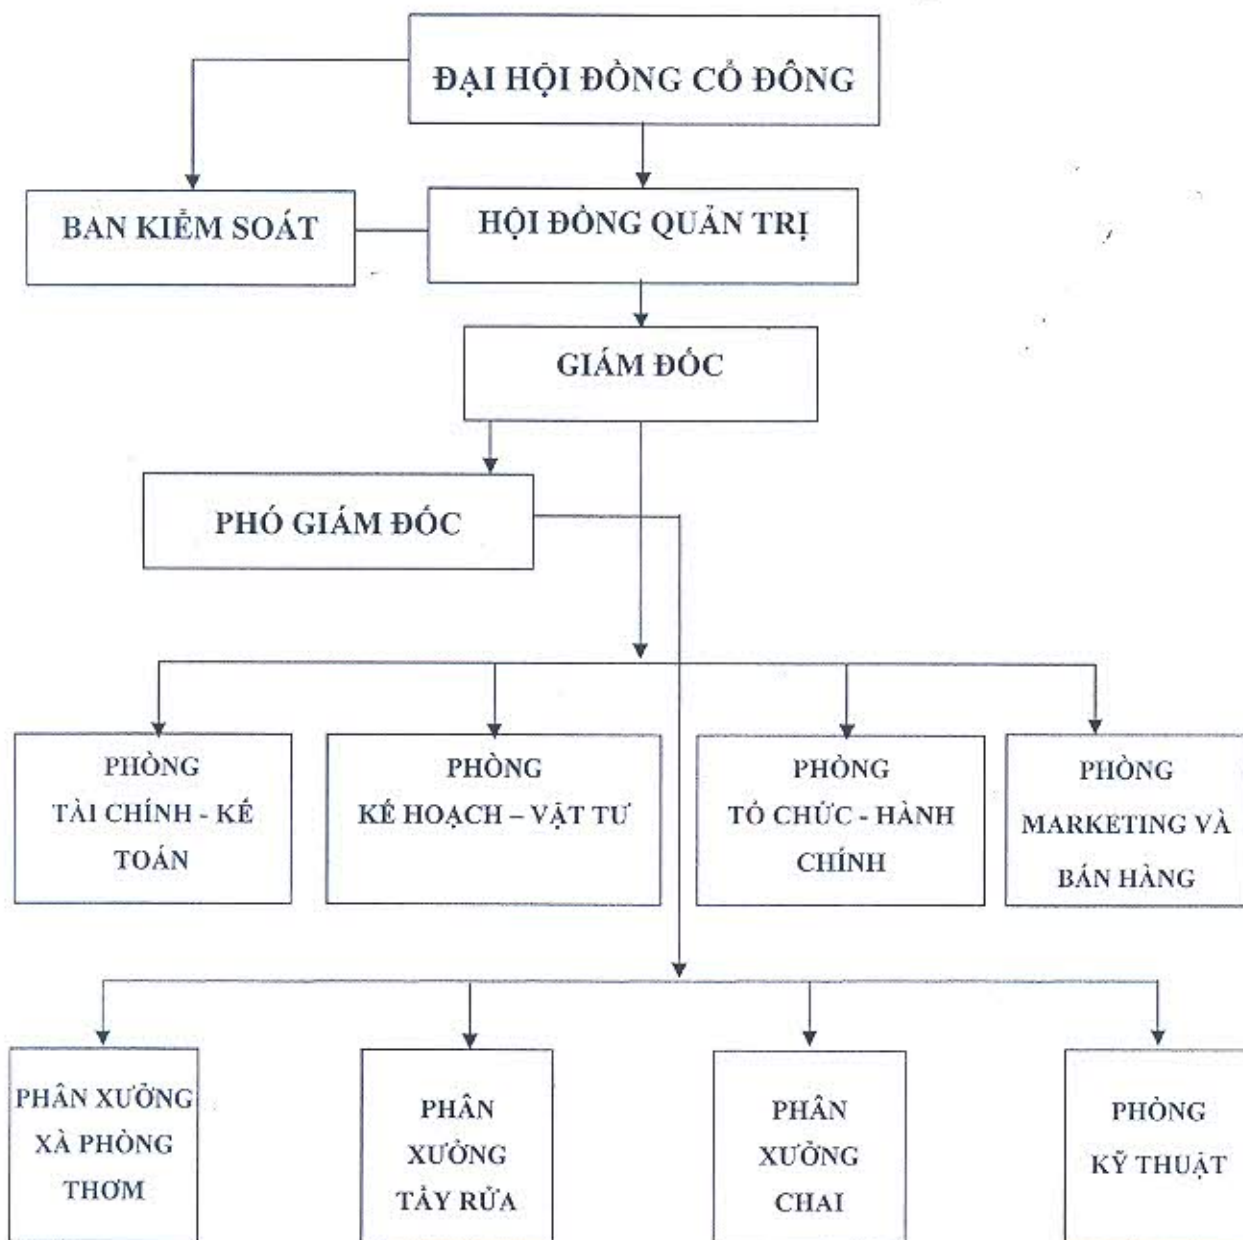 ĐẠI HỘI ĐỒNG CỔ ĐÔNG
BAN KIỂM SOÁT
HỘI ĐỒNG QUẢN TRỊ
GIÁM ĐỐC
PHÓ GIÁM ĐỐC
PHÒNG
TÀI CHÍNH - KẾ
TOÁN
PHÒNG
KẾ HOẠCH – VẬT TƯ
PHÒNG
TỔ CHỨC - HÀNH
CHÍNH
PHÒNG
MARKETING VÀ
BÁN HÀNG
PHÂN XƯỞNG
XÀ PHÒNG
THƠM
PHÂN
XƯỞNG
TẨY RỬA
PHÂN
XƯỞNG
CHAI
PHÒNG
KỸ THUẬT